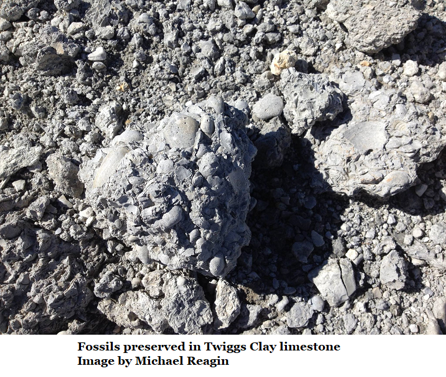 Fossils preserved in Twiggs Clay limestone
Image by Michael Reagin